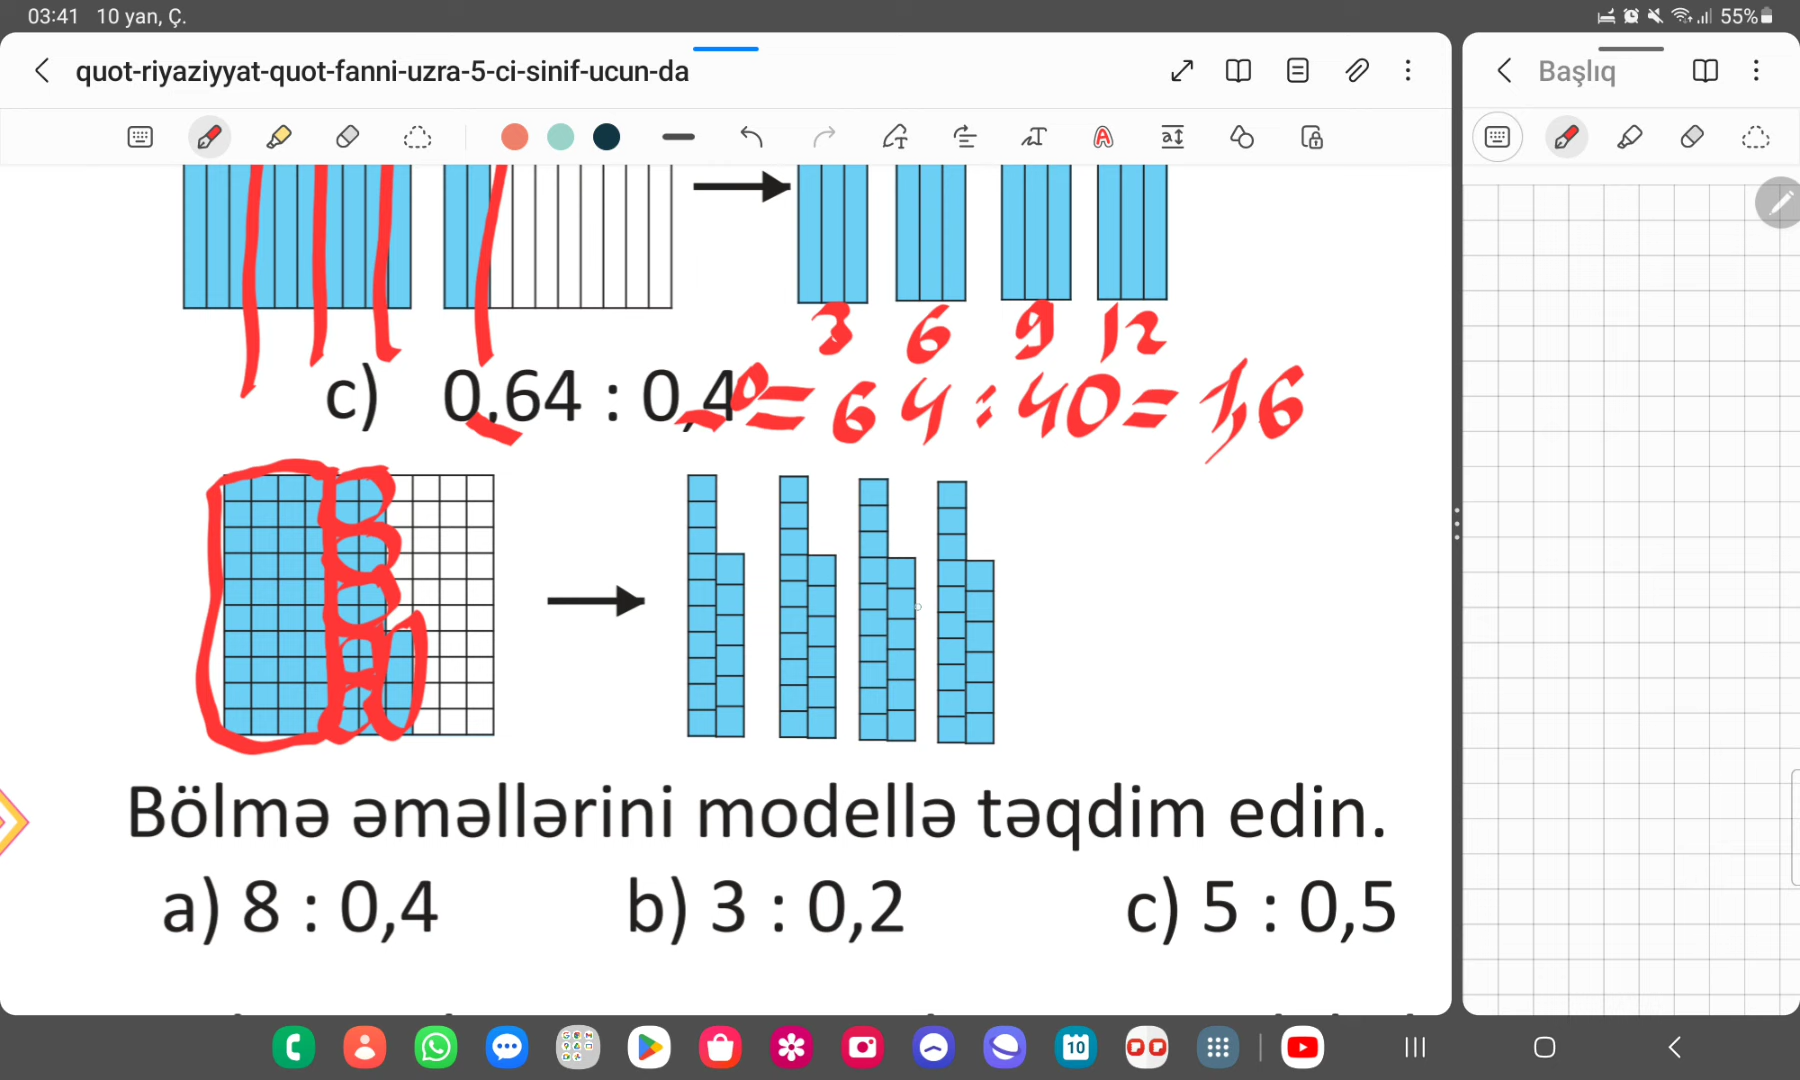 03:41 10 yan, Ç. 55%
quot-riyaziyyat-quot-fanni-uzra-5-ci-sinif-ucun-da
Başlıq
3 6 9 12
c) 0,64 : 0,40 = 64 : 40 = 1,6
Bölmə əməllərini modellə təqdim edin.
a) 8 : 0,4 b) 3 : 0,2 c) 5 : 0,5
10